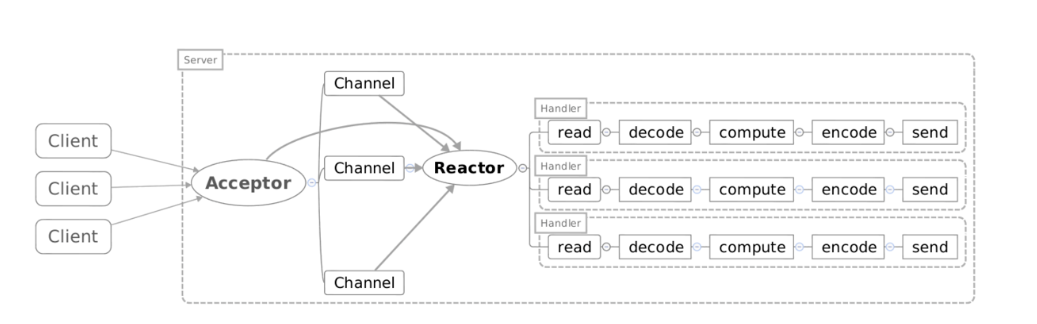 Server
Client
Client
Client
Acceptor
Channel
Channel
Channel
Reactor
Handler
read decode compute encode send
Handler
read decode compute encode send
Handler
read decode compute encode send